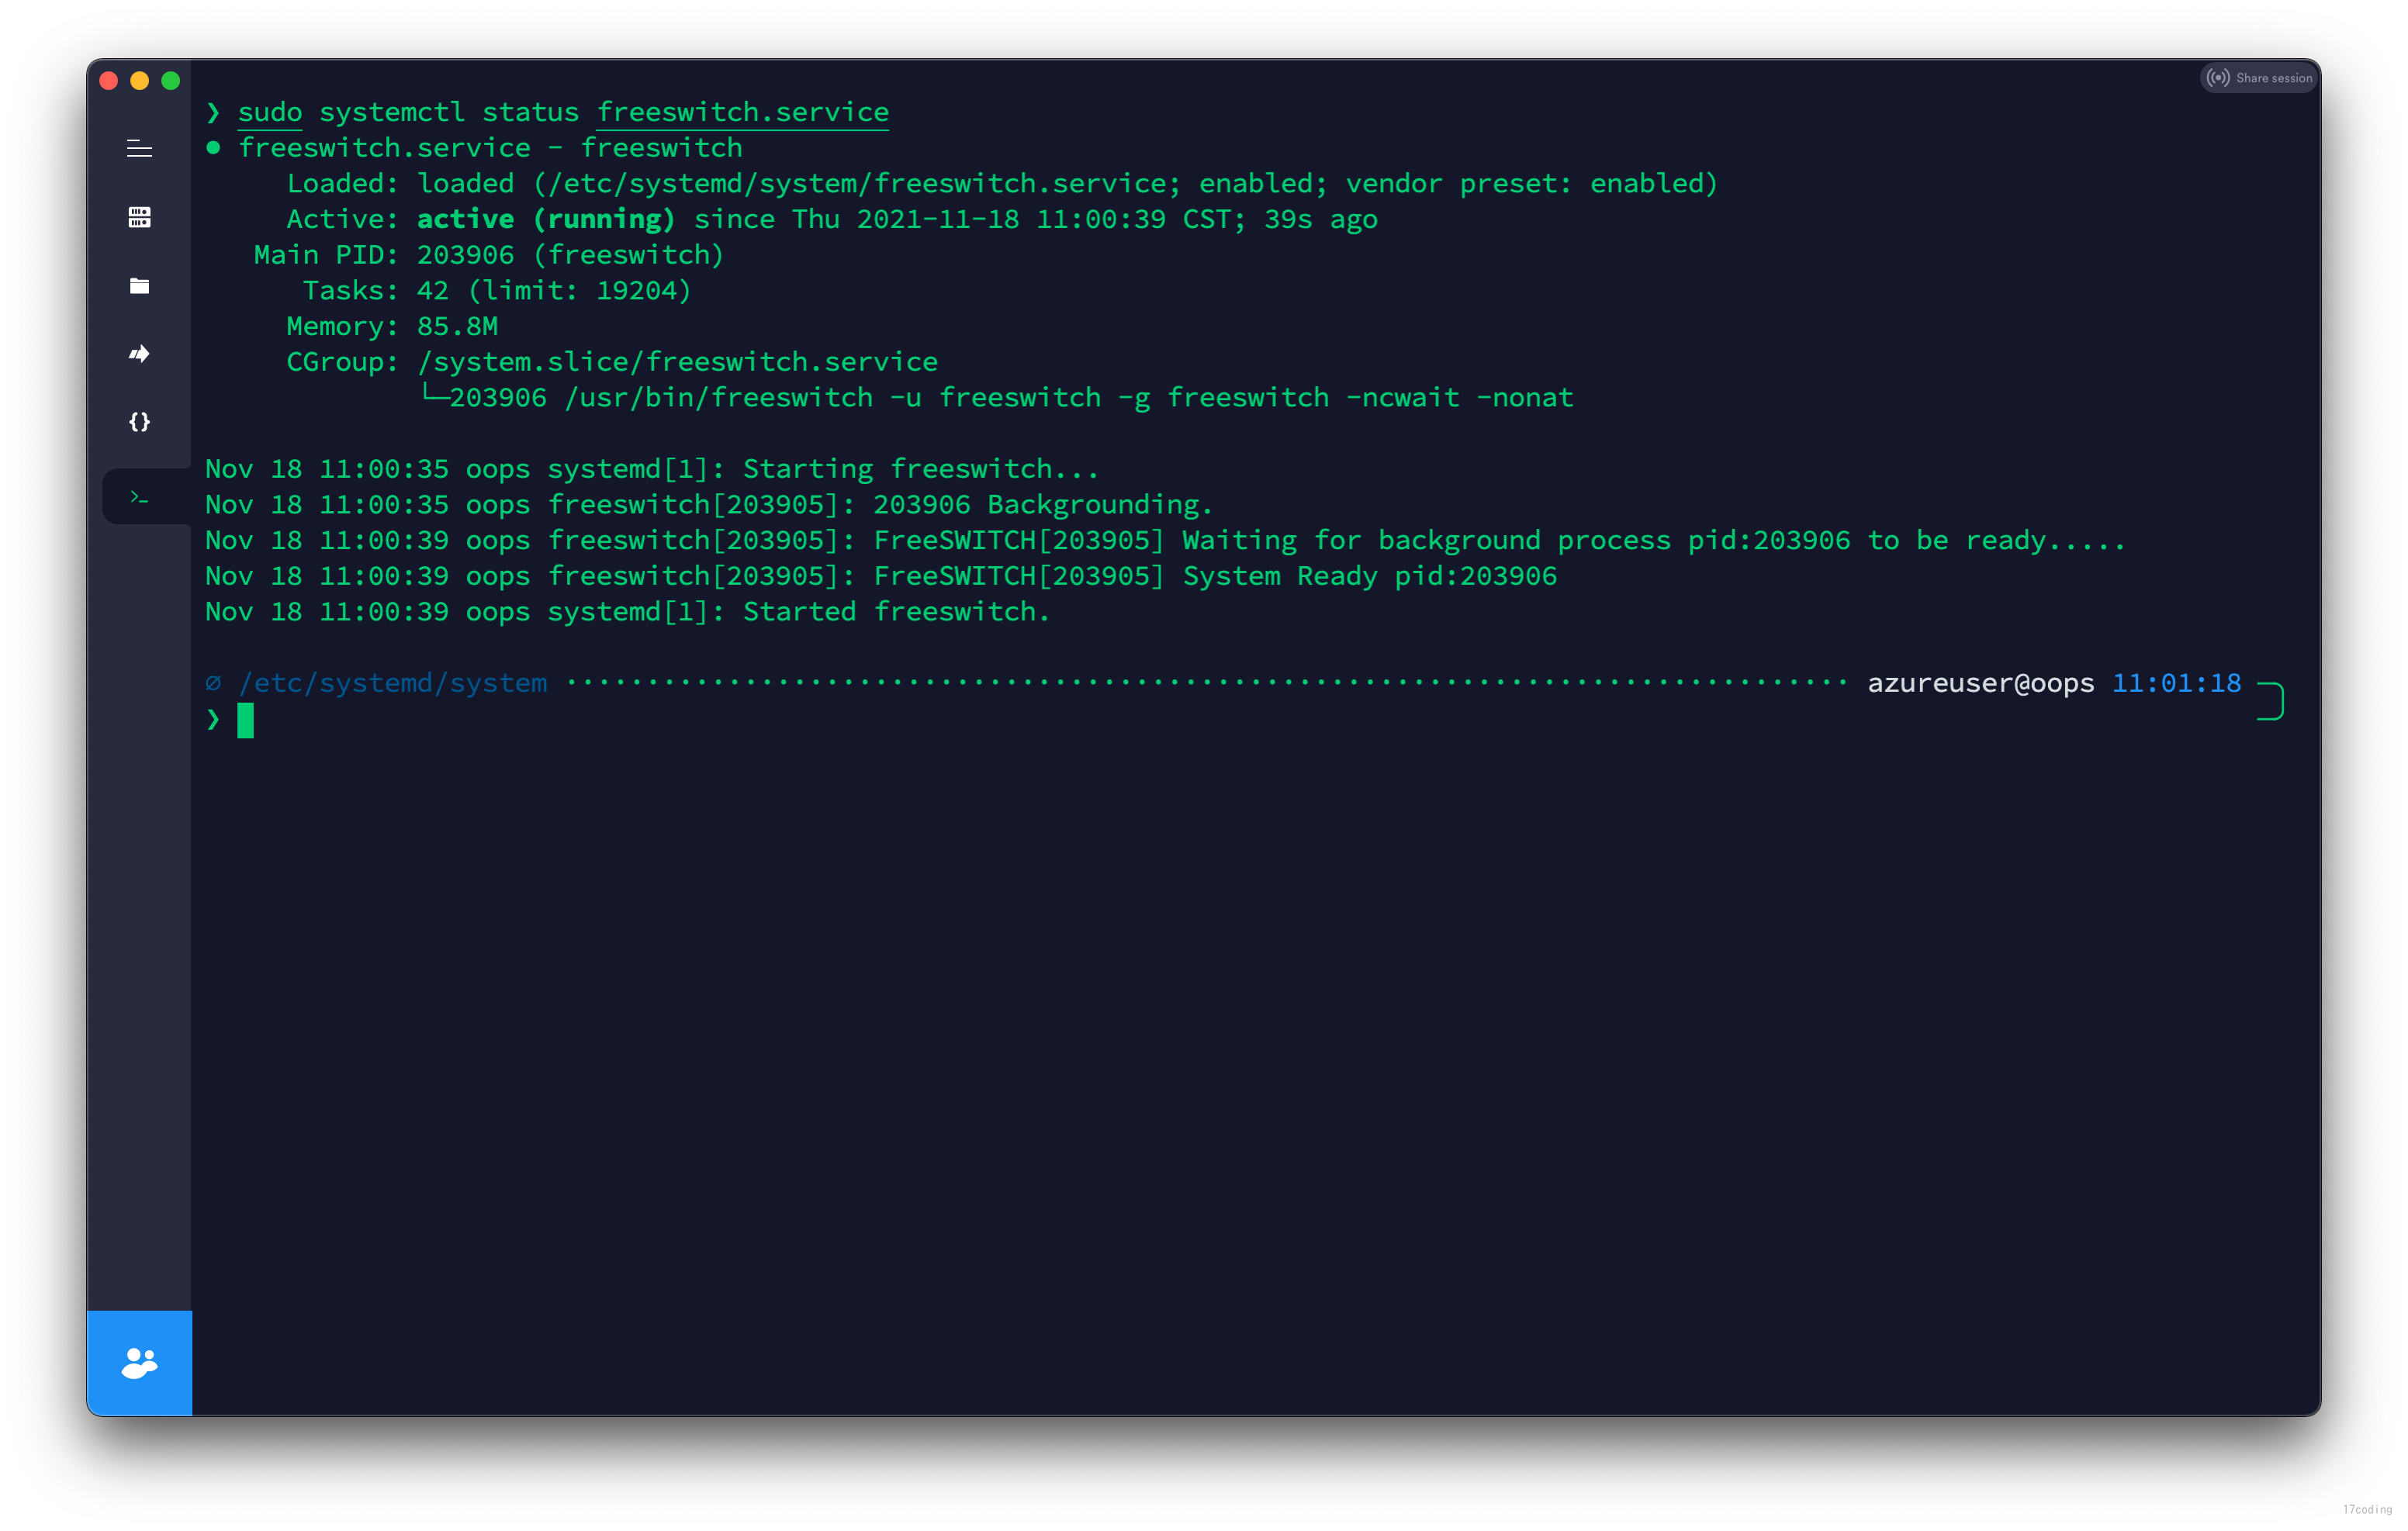 Share session
❯ sudo systemctl status freeswitch.service
● freeswitch.service - freeswitch
Loaded: loaded (/etc/systemd/system/freeswitch.service; enabled; vendor preset: enabled)
Active: active (running) since Thu 2021-11-18 11:00:39 CST; 39s ago
Main PID: 203906 (freeswitch)
Tasks: 42 (limit: 19204)
Memory: 85.8M
CGroup: /system.slice/freeswitch.service
└─203906 /usr/bin/freeswitch -u freeswitch -g freeswitch -ncwait -nonat
Nov 18 11:00:35 oops systemd[1]: Starting freeswitch...
Nov 18 11:00:35 oops freeswitch[203905]: 203906 Backgrounding.
Nov 18 11:00:39 oops freeswitch[203905]: FreeSWITCH[203905] Waiting for background process pid:203906 to be ready.....
Nov 18 11:00:39 oops freeswitch[203905]: FreeSWITCH[203905] System Ready pid:203906
Nov 18 11:00:39 oops systemd[1]: Started freeswitch.
∅ /etc/systemd/system ······························································· azureuser@oops 11:01:18
❯
17coding